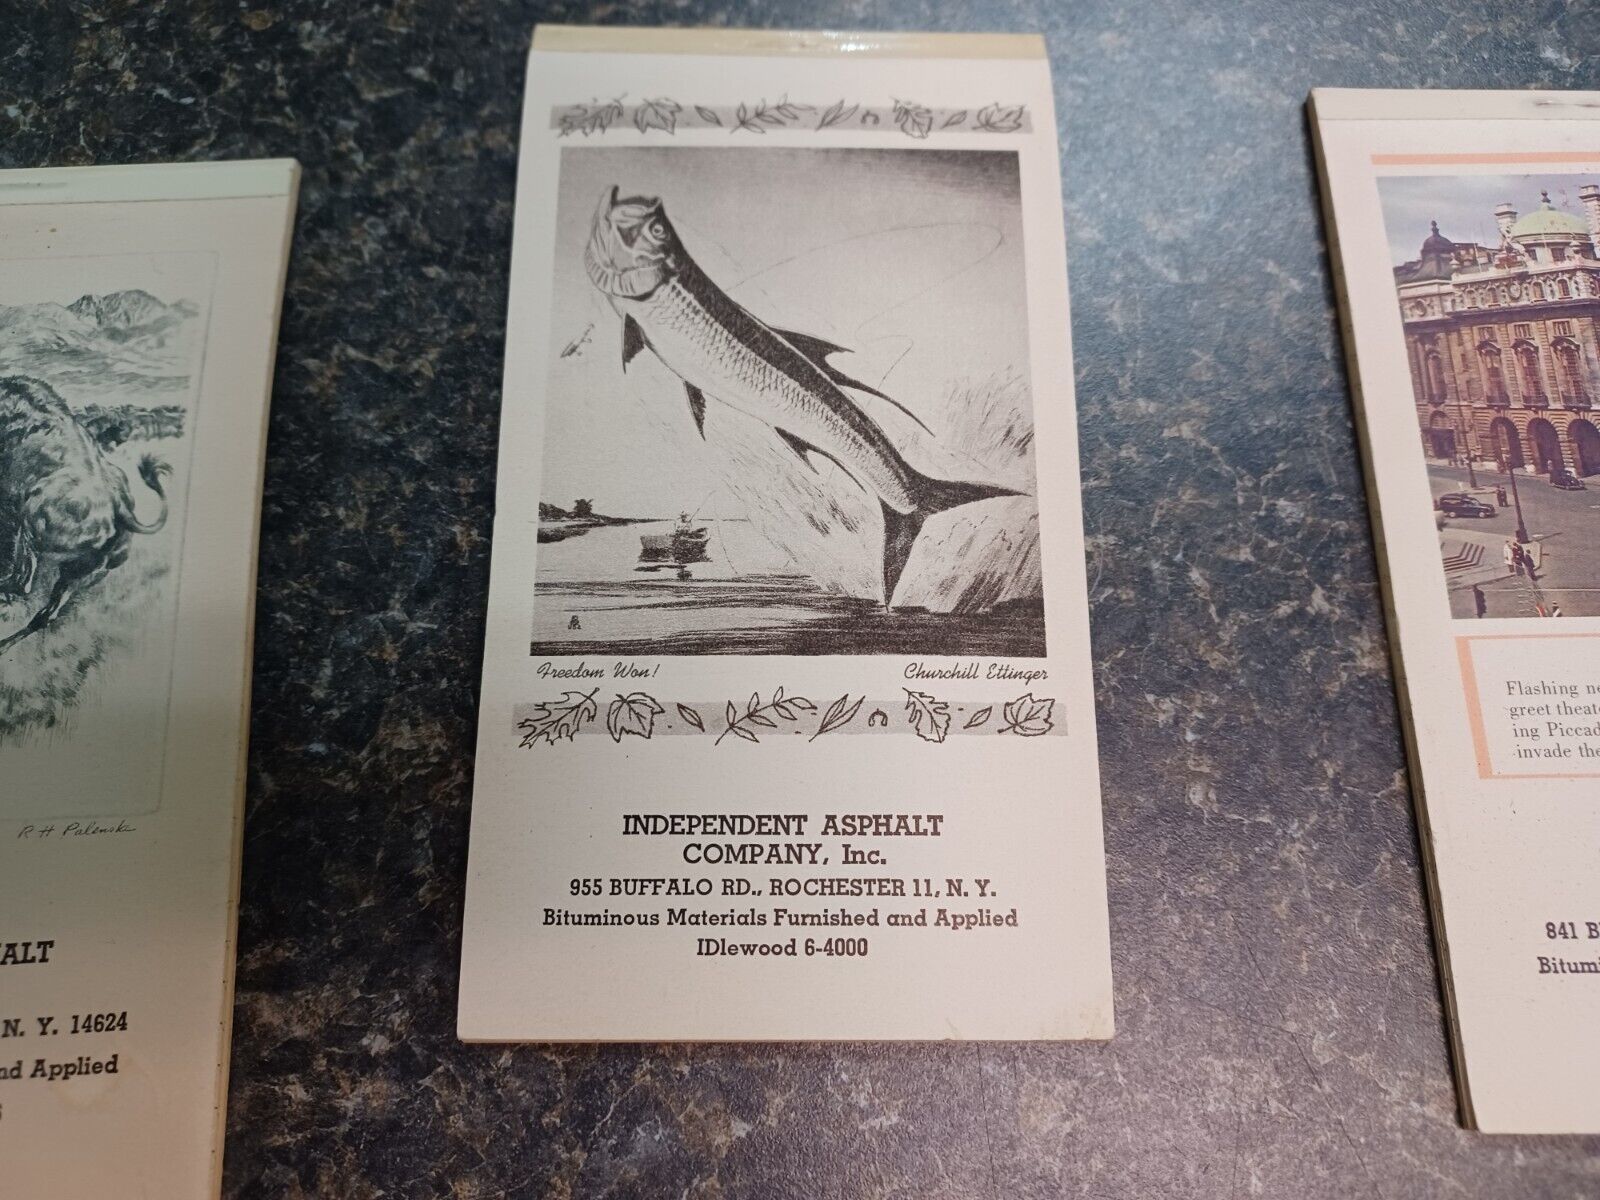 R H Palenske
ALT
N. Y. 14624
nd Applied
Freedom Won!
Churchill Ettinger
INDEPENDENT ASPHALT
COMPANY, Inc.
955 BUFFALO RD., ROCHESTER 11, N. Y.
Bituminous Materials Furnished and Applied
IDlewood 6-4000
Flashing ne
greet theate
ing Piccad
invade the
841 B
Bitumi